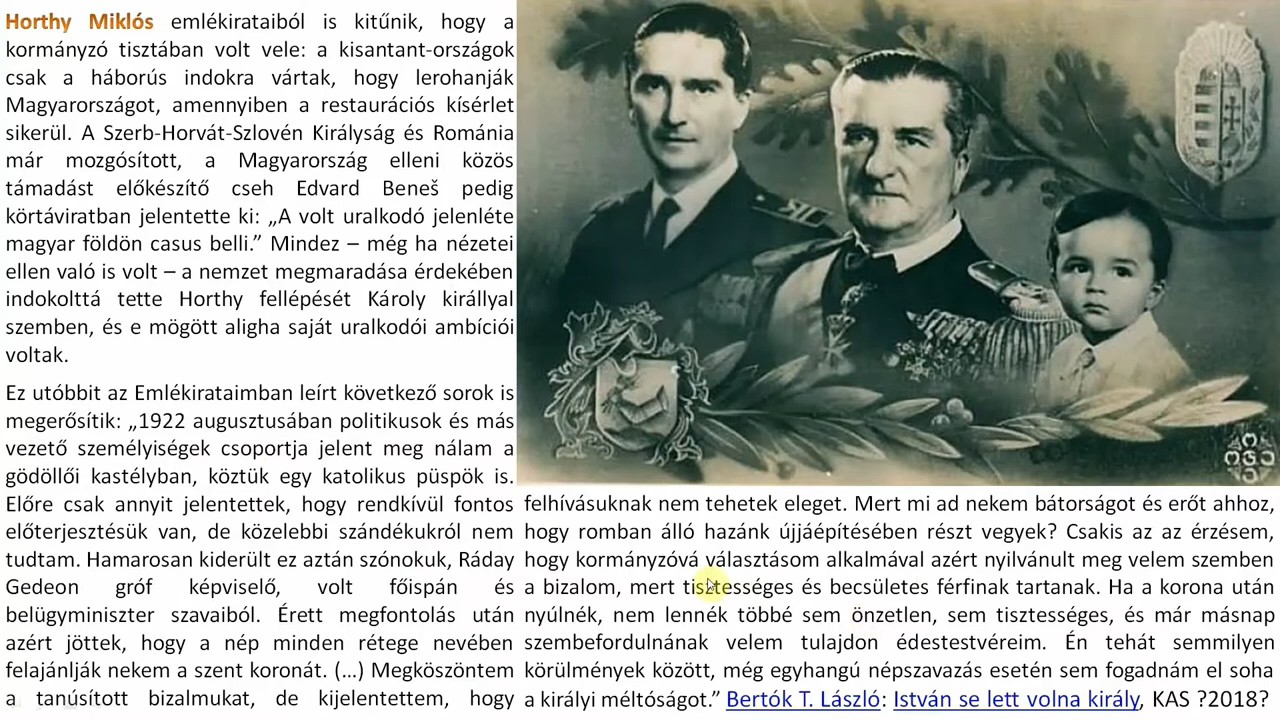 Horthy Miklós emlékirataiból is kitűnik, hogy a
kormányzó tisztában volt vele: a kisantant-országok
csak a háborús indokra vártak, hogy lerohanják
Magyarországot, amennyiben a restaurációs kísérlet
sikerül. A Szerb-Horvát-Szlovén Királyság és Románia
már mozgósított, a Magyarország elleni közös
támadást előkészítő cseh Edvard Beneš pedig
körtáviratban jelentette ki: „A volt uralkodó jelenléte
magyar földön casus belli.” Mindez – még ha nézetei
ellen való is volt – a nemzet megmaradása érdekében
indokolttá tette Horthy fellépését Károly királlyal
szemben, és e mögött aligha saját uralkodói ambíciói
voltak.
Ez utóbbit az Emlékirataimban leírt következő sorok is
megerősítik: „1922 augusztusában politikusok és más
vezető személyiségek csoportja jelent meg nálam a
gödöllői kastélyban, köztük egy katolikus püspök is.
Előre csak annyit jelentettek, hogy rendkívül fontos
előterjesztésük van, de közelebbi szándékukról nem
tudtam. Hamarosan kiderült ez aztán szónokuk, Ráday
Gedeon gróf képviselő, volt főispán és
belügyminiszter szavaiból. Érett megfontolás után
azért jöttek, hogy a nép minden rétege nevében
felajánlják nekem a szent koronát. (…) Megköszöntem
a tanúsított bizalmukat, de kijelentettem, hogy
felhívásuknak nem tehetek eleget. Mert mi ad nekem bátorságot és erőt ahhoz,
hogy romban álló hazánk újjáépítésében részt vegyek? Csakis az az érzésem,
hogy kormányzóvá választásom alkalmával azért nyilvánult meg velem szemben
a bizalom, mert tisztességes és becsületes férfinak tartanak. Ha a korona után
nyúlnék, nem lennék többé sem önzetlen, sem tisztességes, és már másnap
szembefordulnának velem tulajdon édestestvéreim. Én tehát semmilyen
körülmények között, még egyhangú népszavazás esetén sem fogadnám el soha
a királyi méltóságot.” Bertók T. László: István se lett volna király, KAS ?2018?